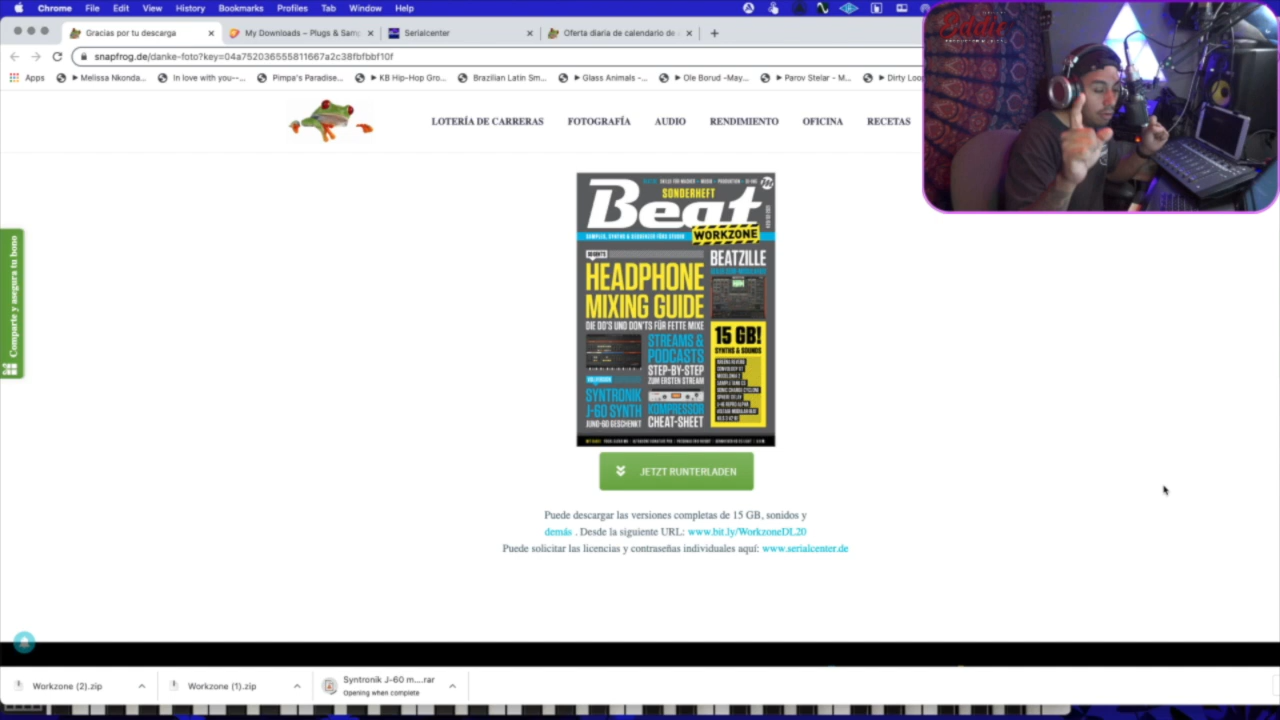 Chrome File Edit View History Bookmarks Profiles Tab Window Help
Gracias por tu descarga
My Downloads – Plugs & Sam
Serialcenter
Oferta diaria de calendario de
snapfrog.de/danke-foto?key=04a752036555811667a2c38fbfbbf10f
Apps ▶ Melissa Nkonda... In love with you-... Pimpa's Paradise... ▶ KB Hip-Hop Gro... Brazilian Latin Sm... ▶ Glass Animals -... ▶ Ole Borud -May... ▶ Parov Stelar - M... ▶ Dirty Loo
LOTERÍA DE CARRERAS FOTOGRAFÍA AUDIO RENDIMIENTO OFICINA RECETAS
Comparte y asegura tu bono
SONDERHEFT
Beat
WORKZONE
SAMPLES, SYNTHS & SEQUENCER FÜRS STUDIO
HEADPHONE
MIXING GUIDE
DIE DO'S UND DON'TS FÜR FETTE MIXE
BEATZILLE
15 GB!
SYNTHS & SOUNDS
STREAMS &
PODCASTS
STEP-BY-STEP
ZUM ERSTEN STREAM
SYNTRONIK
J-60 SYNTH
JUNO-60 GESCHENKT
KOMPRESSOR
CHEAT-SHEET
JETZT RUNTERLADEN
Puede descargar las versiones completas de 15 GB, sonidos y
demás . Desde la siguiente URL: www.bit.ly/WorkzoneDL20
Puede solicitar las licencias y contraseñas individuales aquí: www.serialcenter.de
Workzone (2).zip
Workzone (1).zip
Syntronik J-60 m....rar
Opening when complete